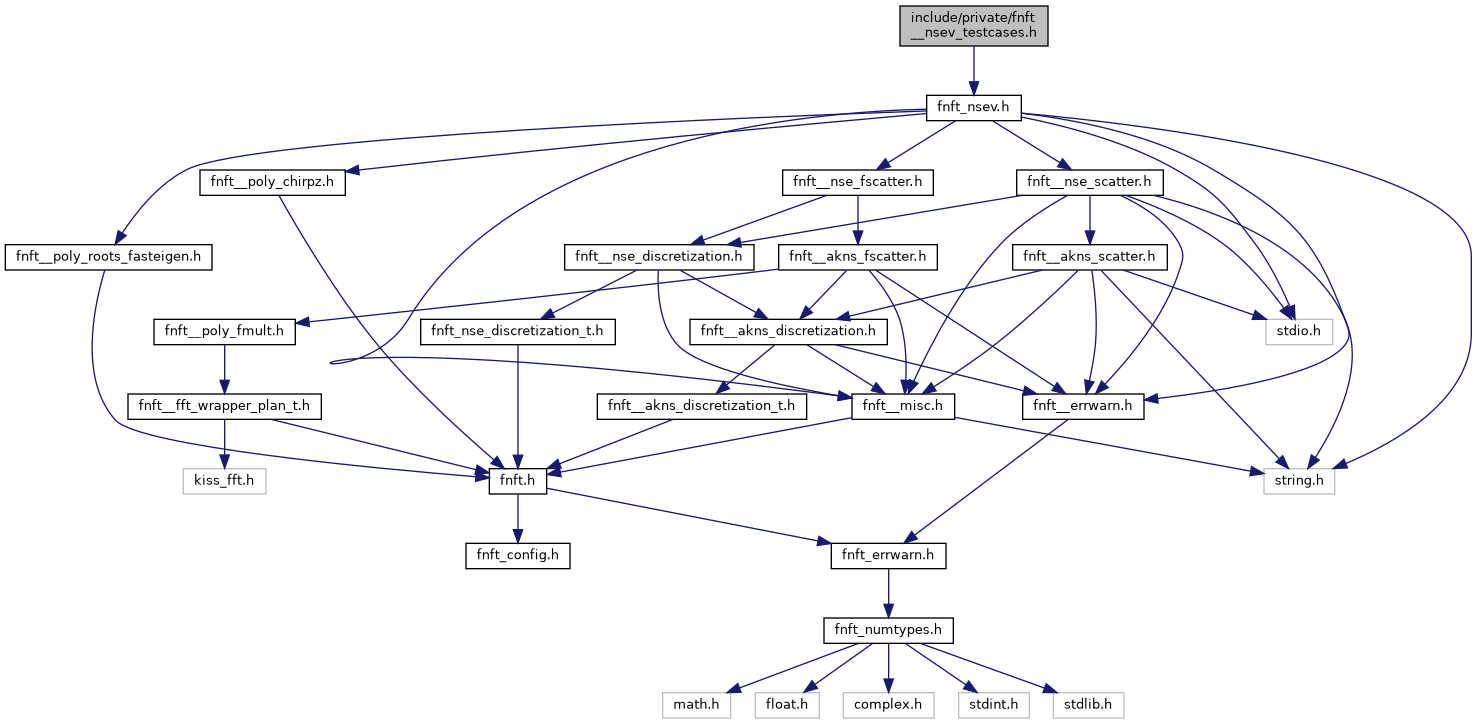 include/private/fnft
__nsev_testcases.h
fnft_nsev.h
fnft__poly_chirpz.h
fnft__nse_fscatter.h
fnft__nse_scatter.h
fnft__poly_roots_fasteigen.h
fnft__nse_discretization.h
fnft__akns_fscatter.h
fnft__akns_scatter.h
fnft__poly_fmult.h
fnft_nse_discretization_t.h
fnft__akns_discretization.h
stdio.h
fnft__fft_wrapper_plan_t.h
fnft__akns_discretization_t.h
fnft__misc.h
fnft__errwarn.h
kiss_fft.h
fnft.h
string.h
fnft_config.h
fnft_errwarn.h
fnft_numtypes.h
math.h
float.h
complex.h
stdint.h
stdlib.h